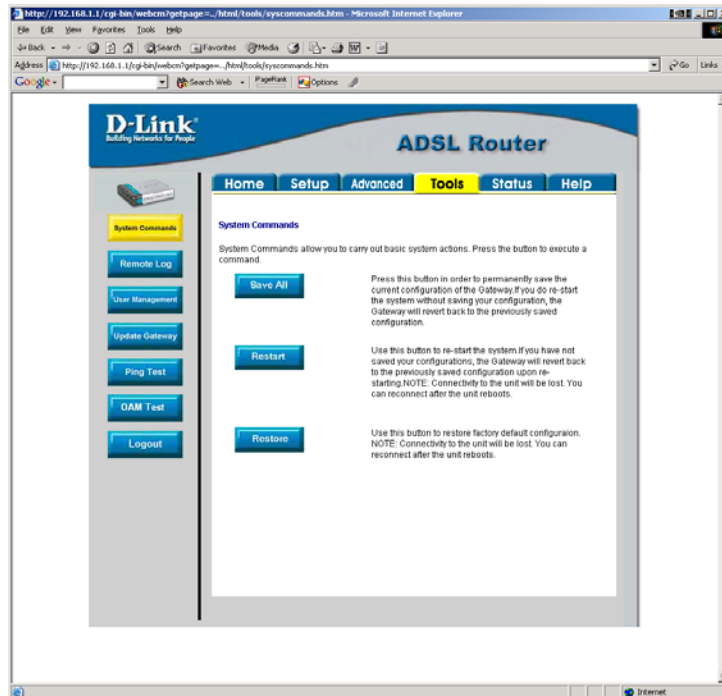 http://192.168.1.1/cgi-bin/webcm?getpage=../html/tools/syscommands.htm - Microsoft Internet Explorer
File Edit View Favorites Tools Help
Back Search Favorites Media
Address http://192.168.1.1/cgi-bin/webcm?getpage=../html/tools/syscommands.htm Go Links
Google Search Web PageRank Options
D-Link
Building Networks for People
ADSL Router
Home Setup Advanced Tools Status Help
System Commands
Remote Log
User Management
Update Gateway
Ping Test
OAM Test
Logout
System Commands
System Commands allow you to carry out basic system actions. Press the button to execute a
command.
Save All
Press this button in order to permanently save the
current configuration of the Gateway.If you do re-start
the system without saving your configuration, the
Gateway will revert back to the previously saved
configuration.
Restart
Use this button to re-start the system.If you have not
saved your configurations, the Gateway will revert back
to the previously saved configuration upon re-
starting.NOTE: Connectivity to the unit will be lost. You
can reconnect after the unit reboots.
Restore
Use this button to restore factory default configuraion.
NOTE: Connectivity to the unit will be lost. You can
reconnect after the unit reboots.
Internet